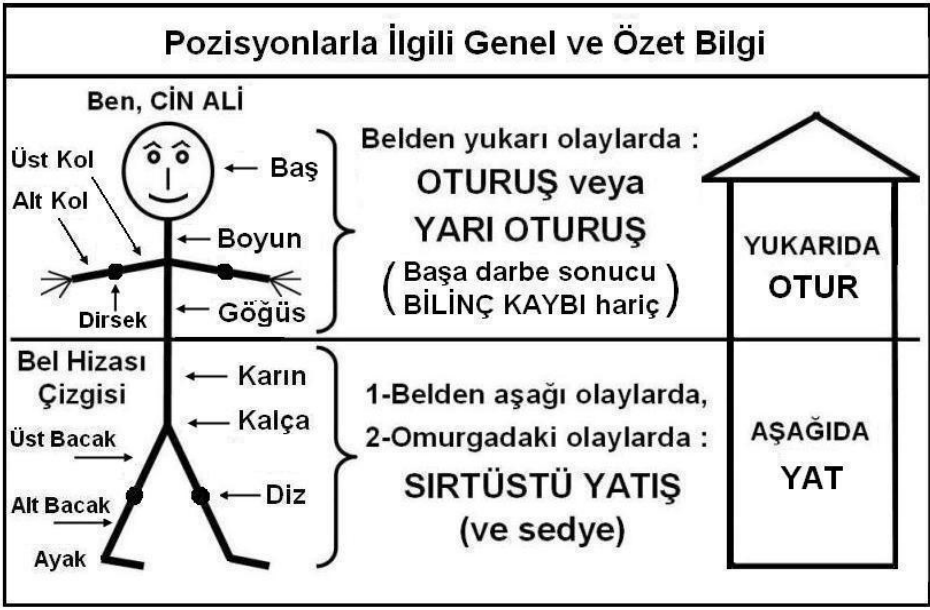 Pozisyonlarla İlgili Genel ve Özet Bilgi
Ben, CİN ALİ
Üst Kol
Alt Kol
Dirsek
Baş
Boyun
Göğüs
Belden yukarı olaylarda :
OTURUŞ veya
YARI OTURUŞ
( Başa darbe sonucu
BİLİNÇ KAYBI hariç )
YUKARIDA
OTUR
Bel Hizası
Çizgisi
Üst Bacak
Alt Bacak
Ayak
Karın
Kalça
Diz
1-Belden aşağı olaylarda,
2-Omurgadaki olaylarda :
SIRTÜSTÜ YATIŞ
(ve sedye)
AŞAĞIDA
YAT